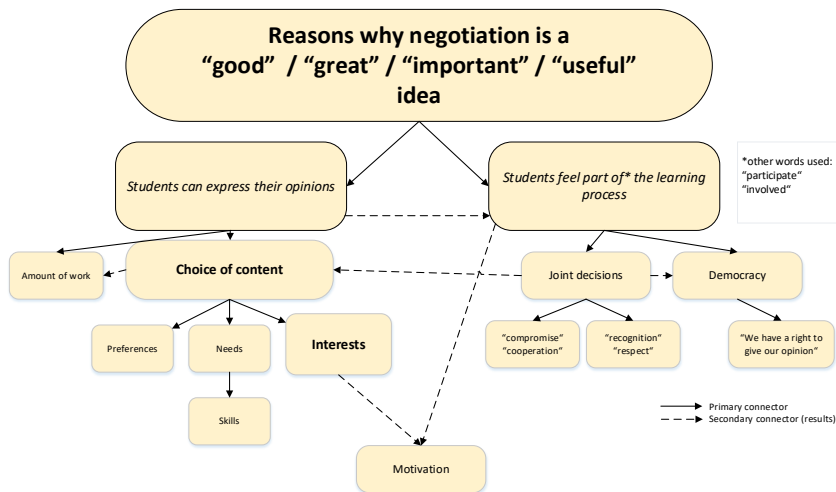 Reasons why negotiation is a
“good” / “great” / “important” / “useful”
idea
Students can express their opinions
Students feel part of* the learning
process
*other words used:
“participate“
“involved“
Amount of work
Choice of content
Joint decisions
Democracy
Preferences
Needs
Interests
“compromise”
“cooperation”
“recognition”
“respect”
“We have a right to
give our opinion”
Skills
Primary connector
Secondary connector (results)
Motivation